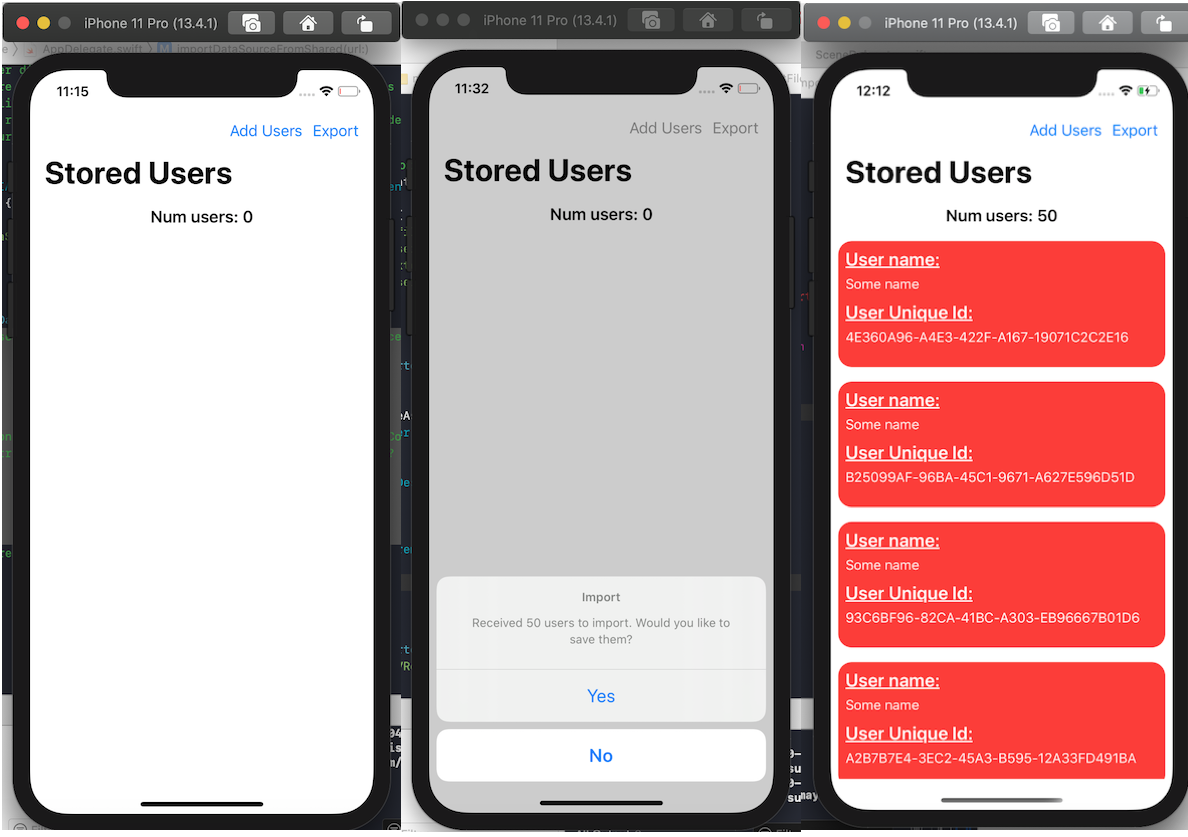 iPhone 11 Pro (13.4.1)
AppDelegate.swift
importDataSourceFromShared(url:)
11:15
Add Users Export
Stored Users
Num users: 0
iPhone 11 Pro (13.4.1)
11:32
Add Users Export
Stored Users
Num users: 0
Import
Received 50 users to import. Would you like to
save them?
Yes
No
iPhone 11 Pro (13.4.1)
12:12
Add Users Export
Stored Users
Num users: 50
User name:
Some name
User Unique Id:
4E360A96-A4E3-422F-A167-19071C2C2E16
User name:
Some name
User Unique Id:
B25099AF-96BA-45C1-9671-A627E596D51D
User name:
Some name
User Unique Id:
93C6BF96-82CA-41BC-A303-EB96667B01D6
User name:
Some name
User Unique Id:
A2B7B7E4-3EC2-45A3-B595-12A33FD491BA